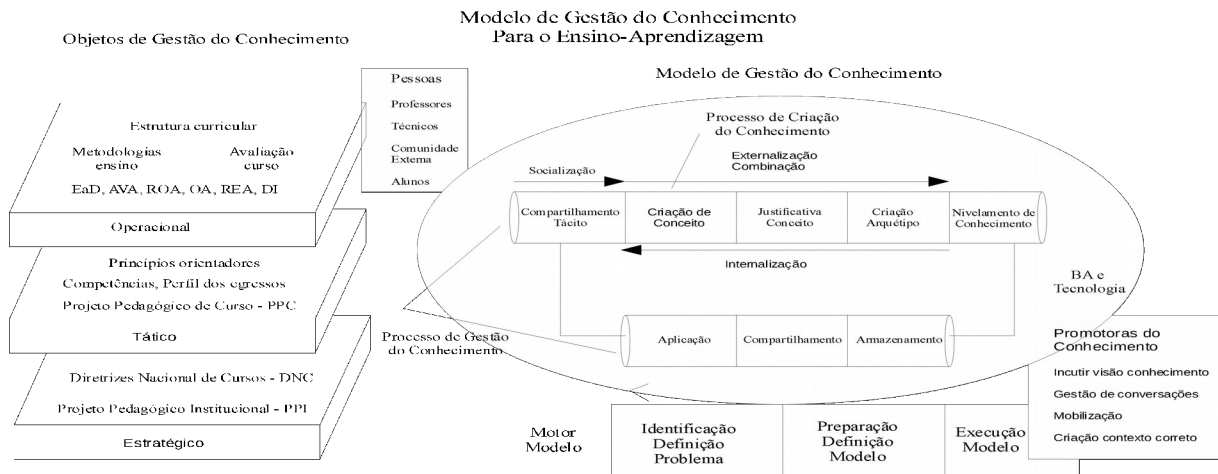 Modelo de Gestão do Conhecimento
Para o Ensino-Aprendizagem
Objetos de Gestão do Conhecimento
Estrutura curricular
Metodologias
ensino
Avaliação
curso
EaD, AVA, ROA, OA, REA, DI
Operacional
Princípios orientadores
Competências, Perfil dos egressos
Projeto Pedagógico de Curso - PPC
Tático
Diretrizes Nacional de Cursos - DNC
Projeto Pedagógico Institucional - PPI
Estratégico
Pessoas
Professores
Técnicos
Comunidade
Externa
Alunos
Modelo de Gestão do Conhecimento
Processo de Criação
do Conhecimento
Externalização
Combinação
Socialização
Compartilhamento
Tácito
Criação de
Conceito
Justificativa
Conceito
Criação
Arquétipo
Nivelamento de
Conhecimento
Internalização
BA e
Tecnologia
Processo de Gestão
do Conhecimento
Aplicação
Compartilhamento
Armazenamento
Promotoras do
Conhecimento
Incutir visão conhecimento
Gestão de conversações
Mobilização
Criação contexto correto
Motor
Modelo
Identificação
Definição
Problema
Preparação
Definição
Modelo
Execução
Modelo